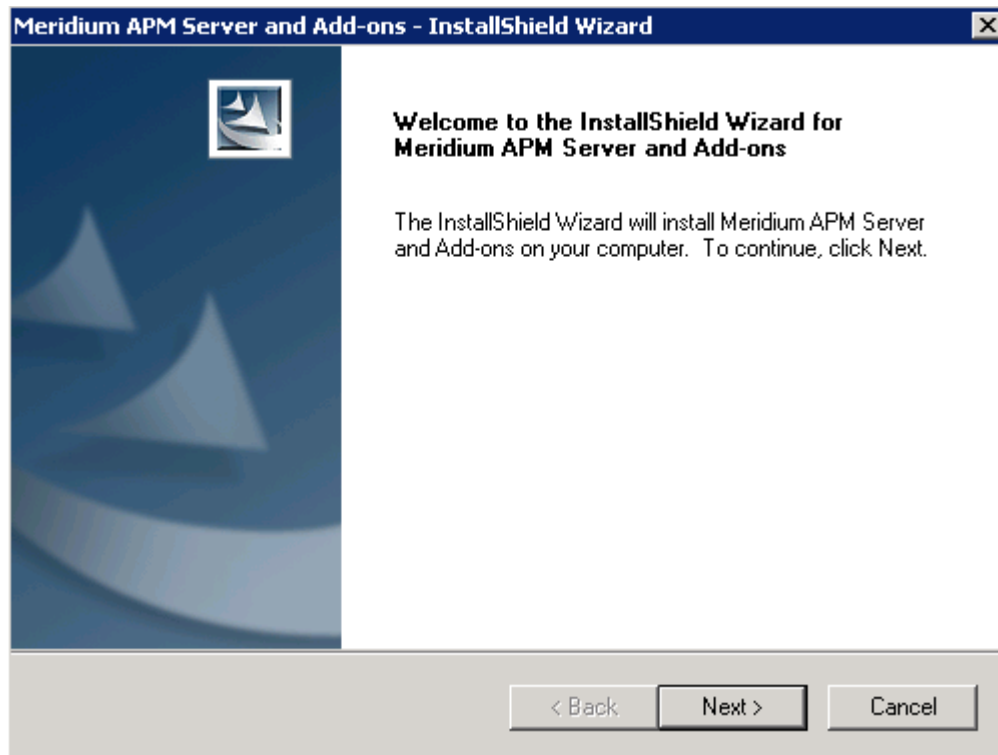 Meridium APM Server and Add-ons - InstallShield Wizard
Welcome to the InstallShield Wizard for
Meridium APM Server and Add-ons
The InstallShield Wizard will install Meridium APM Server
and Add-ons on your computer.  To continue, click Next.
< Back
Next >
Cancel